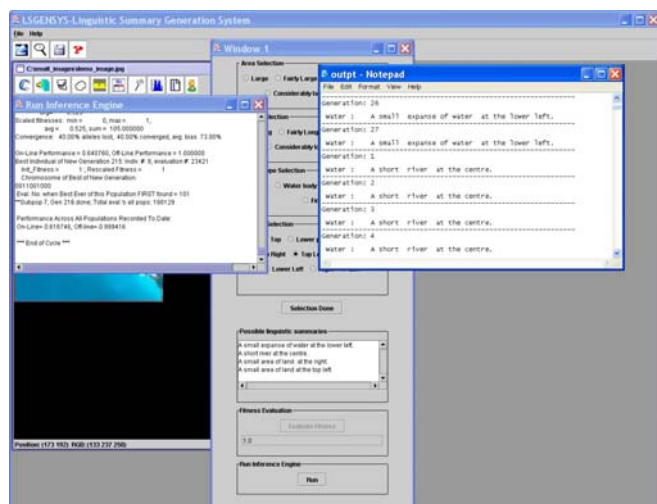 LSGENSYS-Linguistic Summary Generation System
File Help
C:\small_images\demo_image.jpg
Window 1
Area Selection
Large Fairly Large
Considerably
Run Inference Engine
Scaled fitnesses: min = 0, max = 1,
avg = 0.525, sum = 105.000000
Convergence: 40.00% alleles lost, 40.00% converged, avg. bias: 73.00%
On-Line Performance = 0.640760, Off-Line Performance = 1.000000
Best Individual of New Generation 215: Indiv. #: 9, evaluation #: 23421
Init_Fitness = 1 ; Rescaled Fitness = 1
Chromosome of Best of New Generation:
0011001000
Eval. No. when Best Ever of this Population FIRST found = 101
**Subpop 7, Gen 216 done; Total eval.'s all pops: 198129
Performance Across All Populations Recorded To Date:
On-Line= 0.616748, Off-line= 0.998416
*** End of Cycle ***
outpt - Notepad
File Edit Format View Help
Generation: 26
water : A small expanse of water at the lower left.
Generation: 27
water : A small expanse of water at the lower left.
Generation: 1
water : A short river at the centre.
Generation: 2
water : A short river at the centre.
Generation: 3
water : A short river at the centre.
Generation: 4
water : A short river at the centre.
Fairly Long
Considerably
Water body
Selection
Top Lower
Right Top
Lower Left
Selection Done
Possible linguistic summaries
A small expanse of water at the lower left.
A short river at the centre.
A small area of land at the right.
A small area of land at the top left.
Fitness Evaluation
Evaluate Fitness
1.0
Run Inference Engine
Run
Position: (173 192) RGB: (133 237 250)